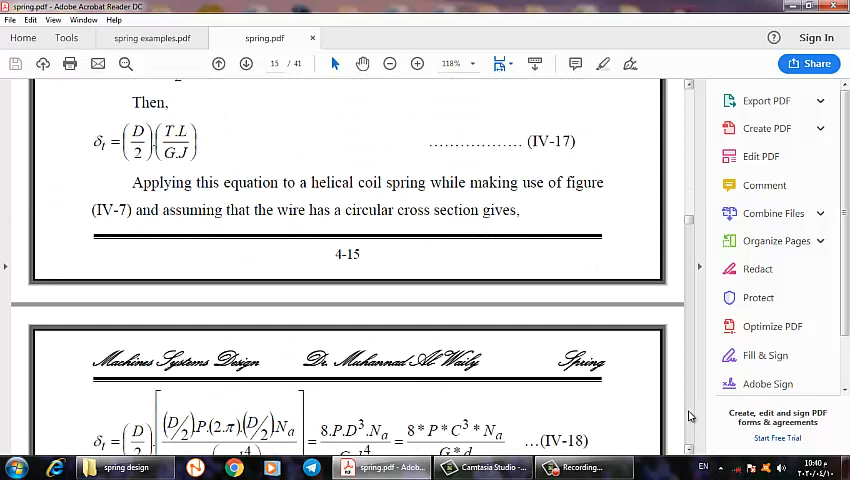 spring.pdf - Adobe Acrobat Reader DC
File Edit View Window Help
Home Tools spring examples.pdf spring.pdf × Sign In
15 / 41 118% Share
Then,
δt = (D/2).(T.L/G.J) .................. (IV-17)
Applying this equation to a helical coil spring while making use of figure
(IV-7) and assuming that the wire has a circular cross section gives,
4-15
Machines Systems Design Dr. Muhannad Al Waily Spring
δt = (D/2).[(D/2)P.(2.π).(D/2)Na = 8.P.D³.Na = 8*P*C³*Na ...(IV-18)
G*d
Export PDF
Create PDF
Edit PDF
Comment
Combine Files
Organize Pages
Redact
Protect
Optimize PDF
Fill & Sign
Adobe Sign
Create, edit and sign PDF
forms & agreements
Start Free Trial
spring design spring.pdf - Adob... Camtasia Studio - ... Recording... EN
م 10:40
٢٠٢٠/٠٤/١٠